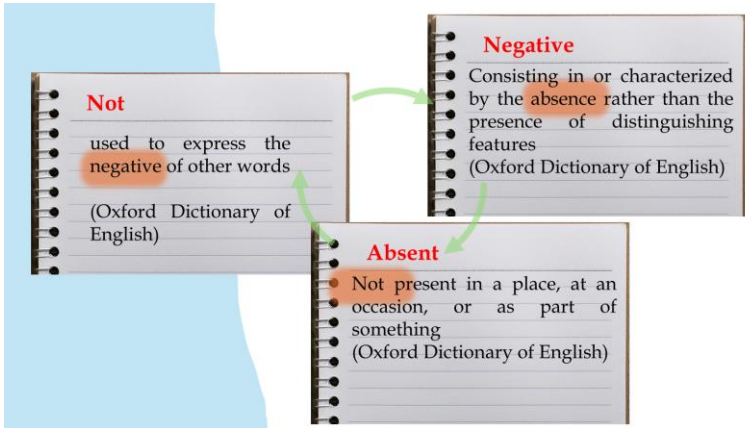 Not
used to express the
negative of other words
(Oxford Dictionary of
English)
Negative
Consisting in or characterized
by the absence rather than the
presence of distinguishing
features
(Oxford Dictionary of English)
Absent
Not present in a place, at an
occasion, or as part of
something
(Oxford Dictionary of English)